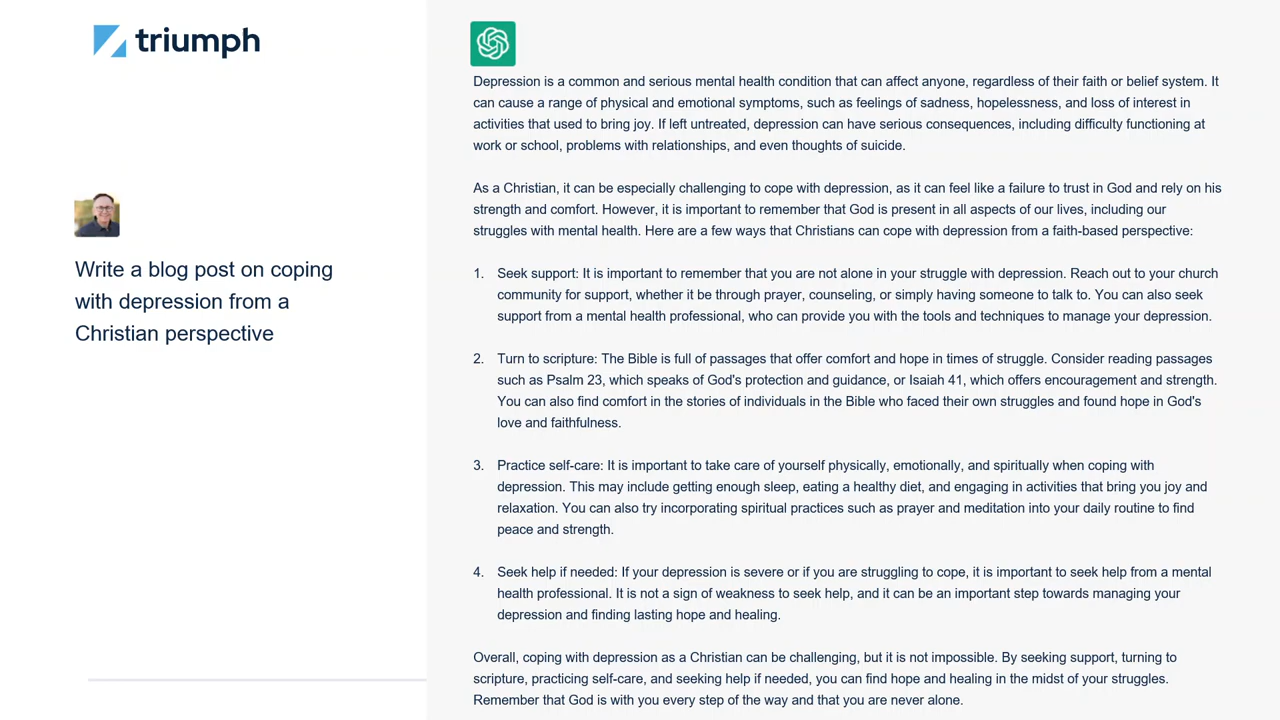 triumph
Write a blog post on coping
with depression from a
Christian perspective
Depression is a common and serious mental health condition that can affect anyone, regardless of their faith or belief system. It
can cause a range of physical and emotional symptoms, such as feelings of sadness, hopelessness, and loss of interest in
activities that used to bring joy. If left untreated, depression can have serious consequences, including difficulty functioning at
work or school, problems with relationships, and even thoughts of suicide.
As a Christian, it can be especially challenging to cope with depression, as it can feel like a failure to trust in God and rely on his
strength and comfort. However, it is important to remember that God is present in all aspects of our lives, including our
struggles with mental health. Here are a few ways that Christians can cope with depression from a faith-based perspective:
1. Seek support: It is important to remember that you are not alone in your struggle with depression. Reach out to your church
community for support, whether it be through prayer, counseling, or simply having someone to talk to. You can also seek
support from a mental health professional, who can provide you with the tools and techniques to manage your depression.
2. Turn to scripture: The Bible is full of passages that offer comfort and hope in times of struggle. Consider reading passages
such as Psalm 23, which speaks of God's protection and guidance, or Isaiah 41, which offers encouragement and strength.
You can also find comfort in the stories of individuals in the Bible who faced their own struggles and found hope in God's
love and faithfulness.
3. Practice self-care: It is important to take care of yourself physically, emotionally, and spiritually when coping with
depression. This may include getting enough sleep, eating a healthy diet, and engaging in activities that bring you joy and
relaxation. You can also try incorporating spiritual practices such as prayer and meditation into your daily routine to find
peace and strength.
4. Seek help if needed: If your depression is severe or if you are struggling to cope, it is important to seek help from a mental
health professional. It is not a sign of weakness to seek help, and it can be an important step towards managing your
depression and finding lasting hope and healing.
Overall, coping with depression as a Christian can be challenging, but it is not impossible. By seeking support, turning to
scripture, practicing self-care, and seeking help if needed, you can find hope and healing in the midst of your struggles.
Remember that God is with you every step of the way and that you are never alone.